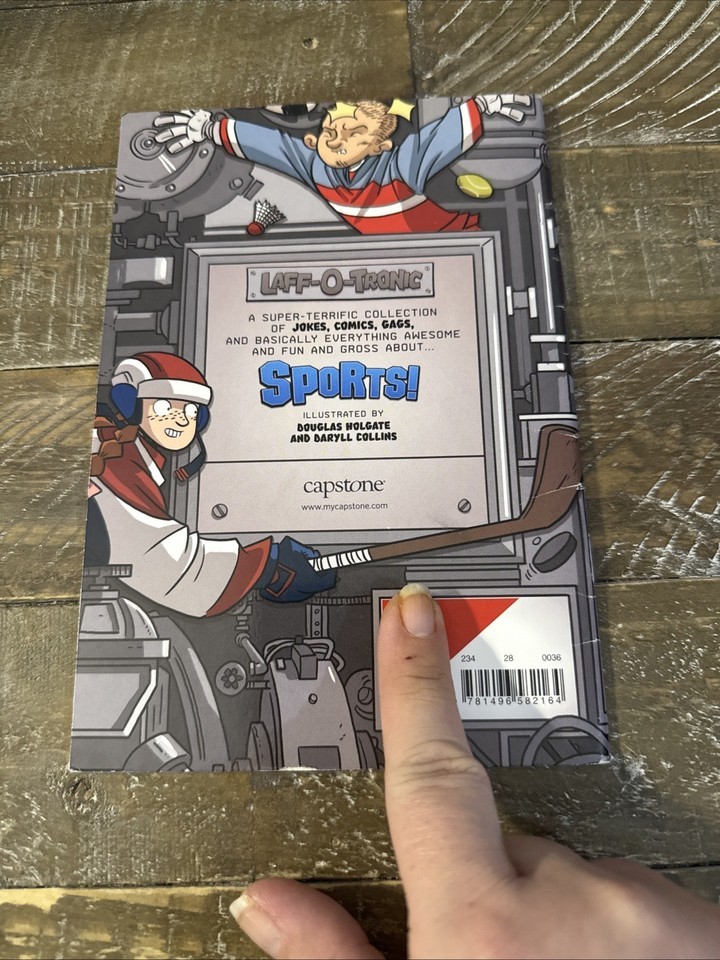 LAFF-O-TRONIC
A SUPER-TERRIFIC COLLECTION
OF JOKES, COMICS, GAGS,
AND BASICALLY EVERYTHING AWESOME
AND FUN AND GROSS ABOUT...
SPORTS!
ILLUSTRATED BY
DOUGLAS HOLGATE
AND DARYLL COLLINS
capstone
www.mycapstone.com
234 28 0036
781496 582164